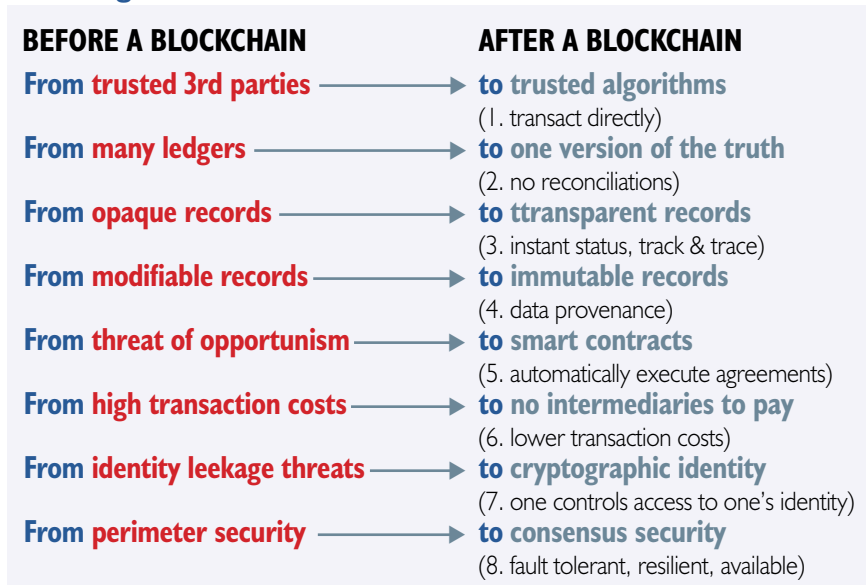 BEFORE A BLOCKCHAIN AFTER A BLOCKCHAIN
From trusted 3rd parties to trusted algorithms
(1. transact directly)
From many ledgers to one version of the truth
(2. no reconciliations)
From opaque records to ttransparent records
(3. instant status, track & trace)
From modifiable records to immutable records
(4. data provenance)
From threat of opportunism to smart contracts
(5. automatically execute agreements)
From high transaction costs to no intermediaries to pay
(6. lower transaction costs)
From identity leekage threats to cryptographic identity
(7. one controls access to one's identity)
From perimeter security to consensus security
(8. fault tolerant, resilient, available)